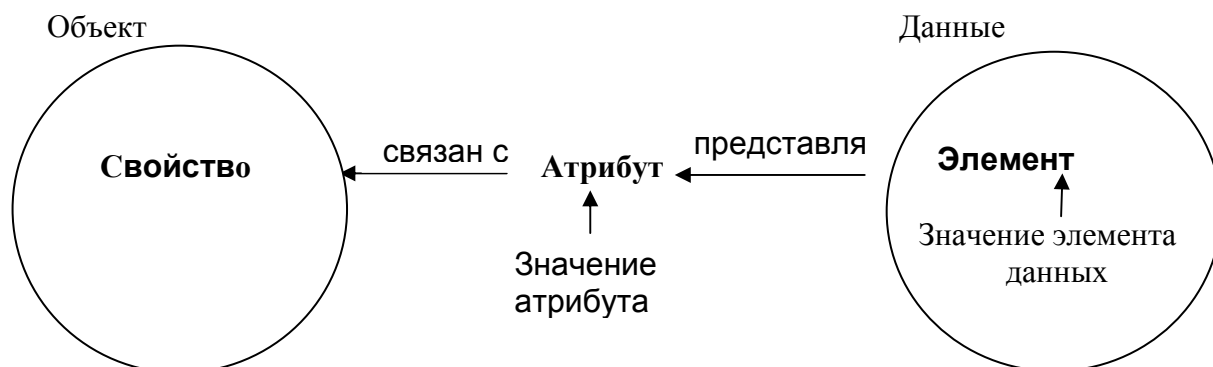 Объект
Данные
Свойство
связан с
Атрибут
представля
Элемент
Значение
атрибута
Значение элемента
данных